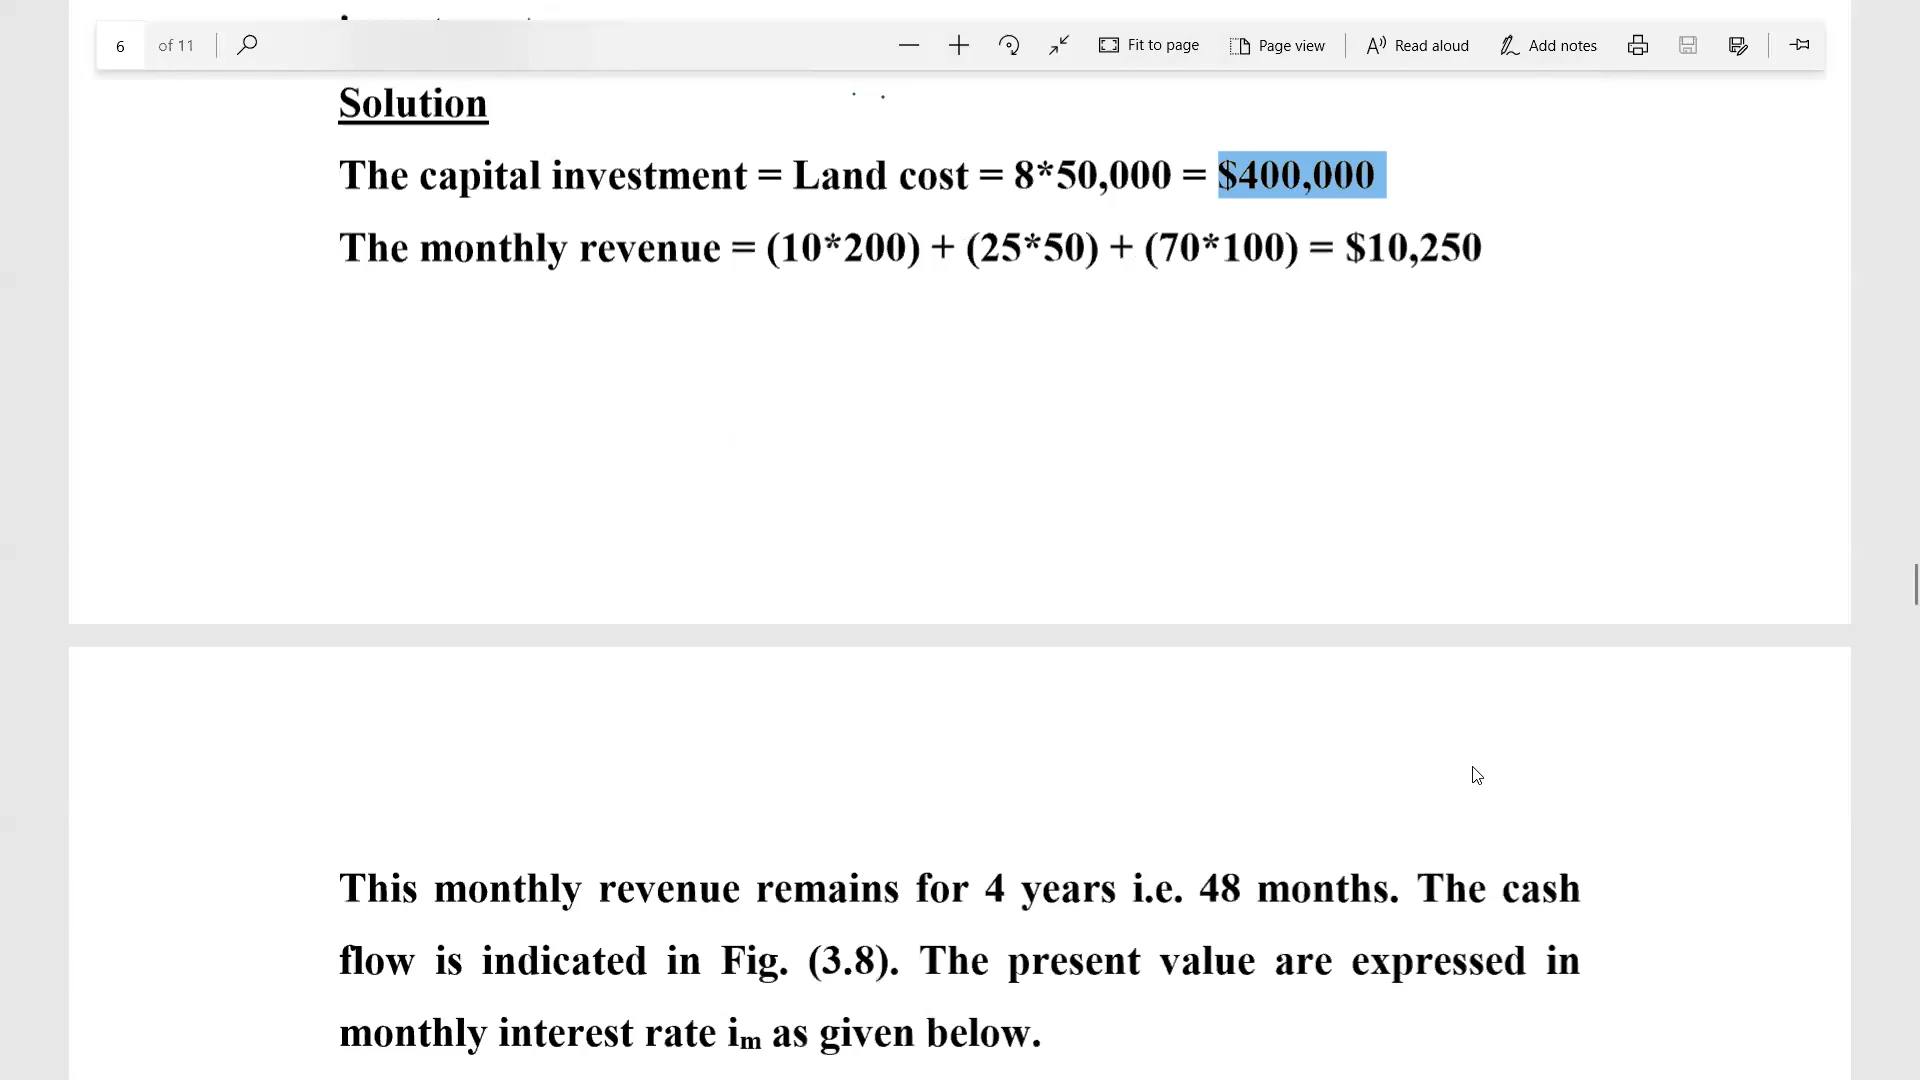 6 of 11 Fit to page Page view Read aloud Add notes
Solution
The capital investment = Land cost = 8*50,000 = $400,000
The monthly revenue = (10*200) + (25*50) + (70*100) = $10,250
This monthly revenue remains for 4 years i.e. 48 months. The cash
flow is indicated in Fig. (3.8). The present value are expressed in
monthly interest rate iₘ as given below.